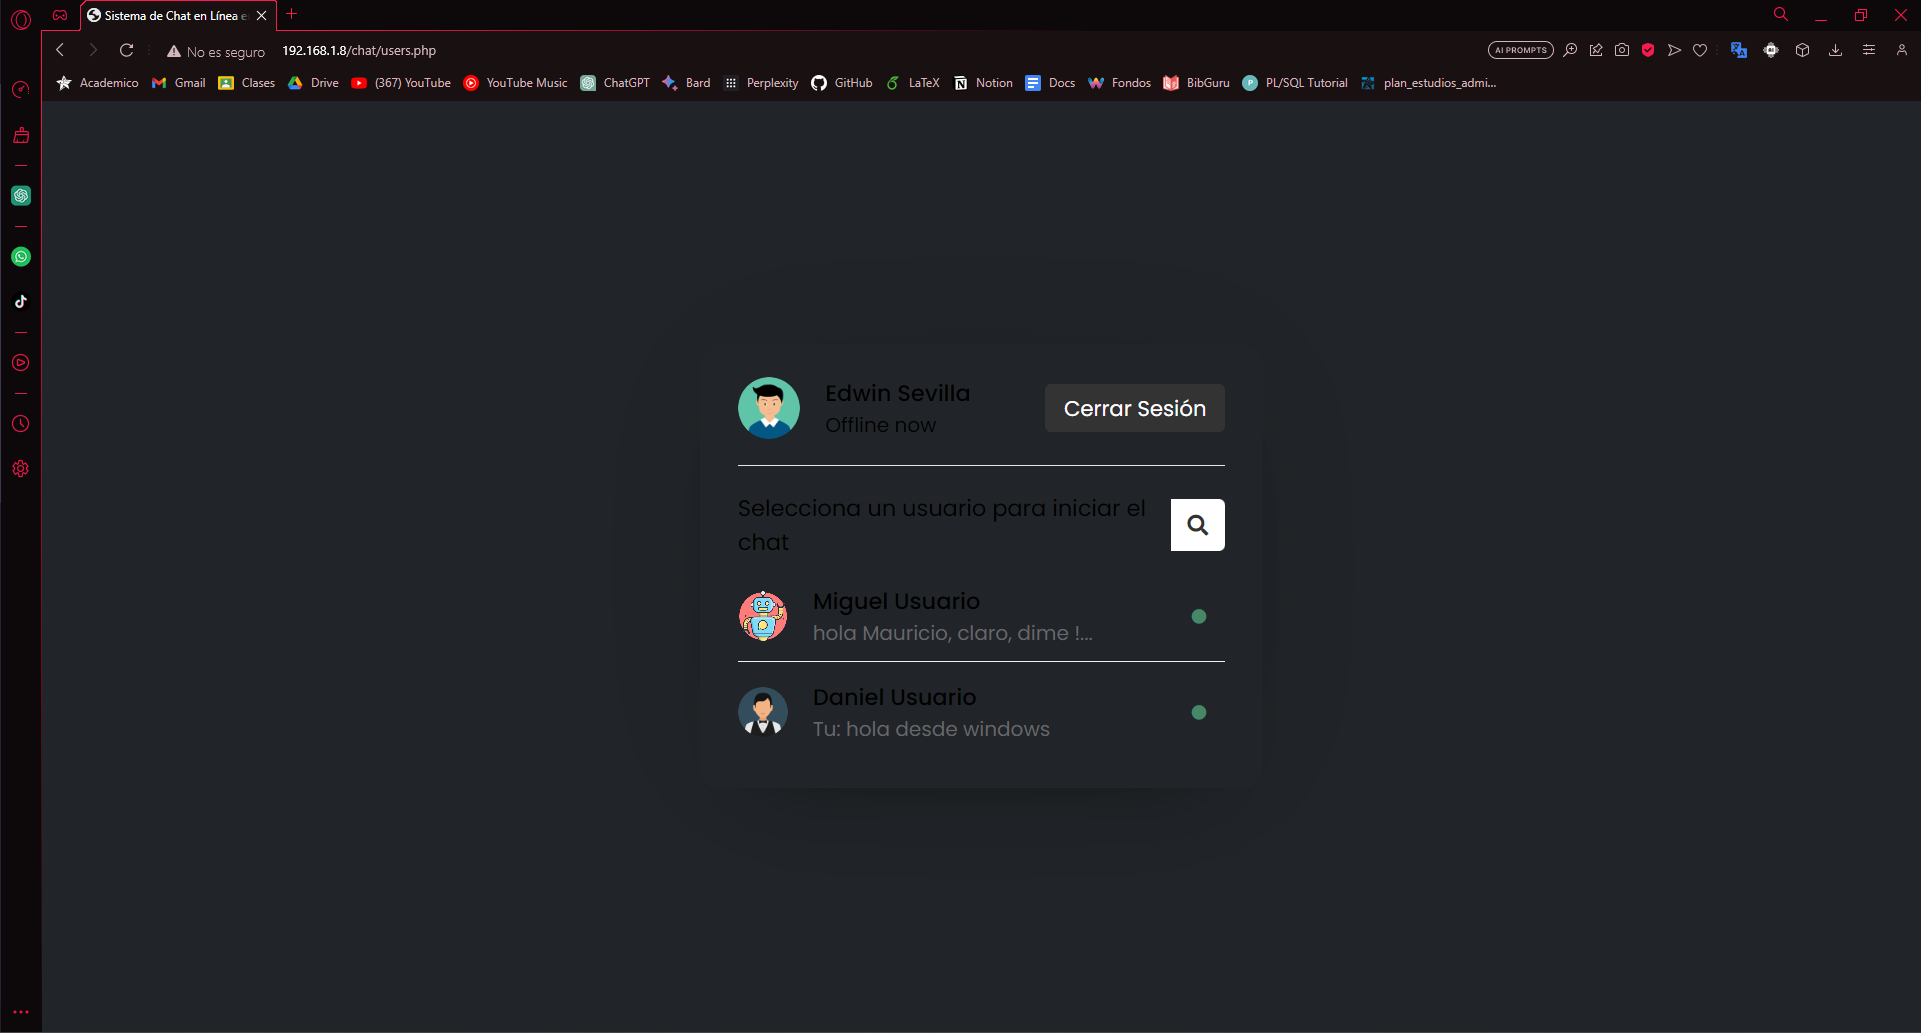 Sistema de Chat en Línea e
No es seguro 192.168.1.8/chat/users.php AI PROMPTS
Academico Gmail Clases Drive (367) YouTube YouTube Music ChatGPT Bard Perplexity GitHub LaTeX Notion Docs Fondos BibGuru PL/SQL Tutorial plan_estudios_admi...
Edwin Sevilla
Offline now
Cerrar Sesión
Selecciona un usuario para iniciar el
chat
Miguel Usuario
hola Mauricio, claro, dime !...
Daniel Usuario
Tu: hola desde windows